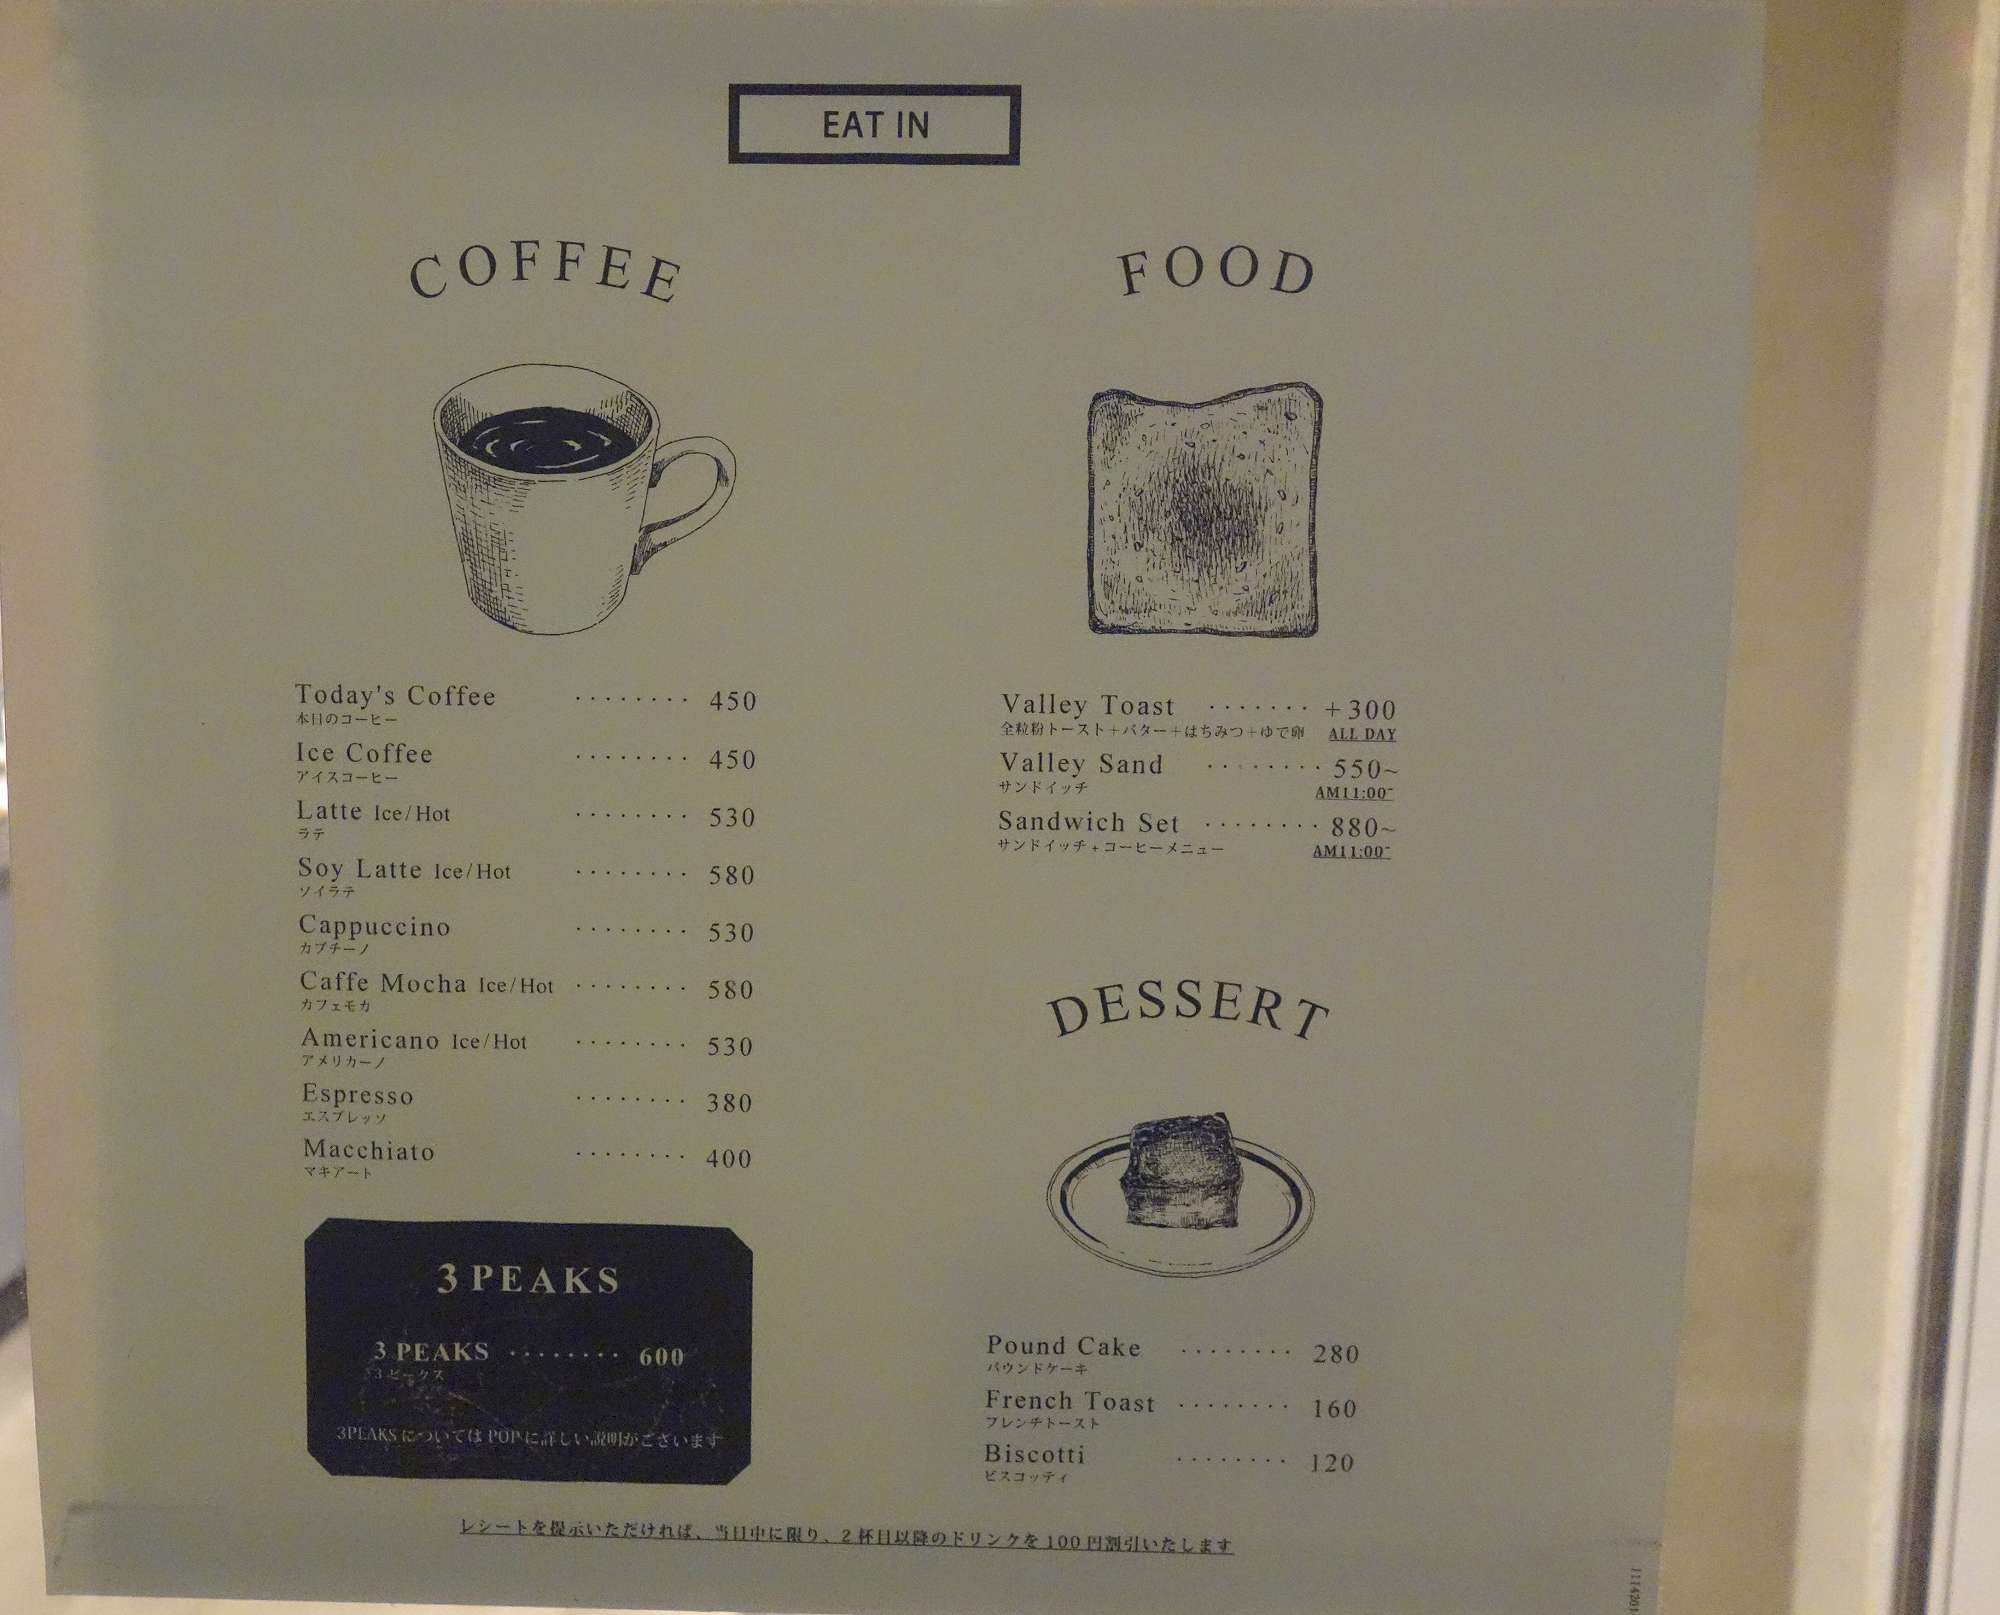 EAT IN
COFFEE
Today's Coffee ········ 450
本日のコーヒー
Ice Coffee ········ 450
アイスコーヒー
Latte Ice/Hot ········ 530
ラテ
Soy Latte Ice/Hot ········ 580
ソイラテ
Cappuccino ········ 530
カプチーノ
Caffe Mocha Ice/Hot ········ 580
カフェモカ
Americano Ice/Hot ········ 530
アメリカーノ
Espresso ········ 380
エスプレッソ
Macchiato ········ 400
マキアート
3 PEAKS
3 PEAKS ········ 600
3 ピークス
3PEAKS については POP に詳しい説明がございます
FOOD
Valley Toast ······· +300
全粒粉トースト+バター+はちみつ+ゆで卵 ALL DAY
Valley Sand ········ 550~
サンドイッチ AM11:00~
Sandwich Set ········ 880~
サンドイッチ+コーヒーメニュー AM11:00~
DESSERT
Pound Cake ········ 280
パウンドケーキ
French Toast ········ 160
フレンチトースト
Biscotti ········ 120
ビスコッティ
レシートを提示いただければ、当日中に限り、2 杯目以降のドリンクを 100 円割引いたします